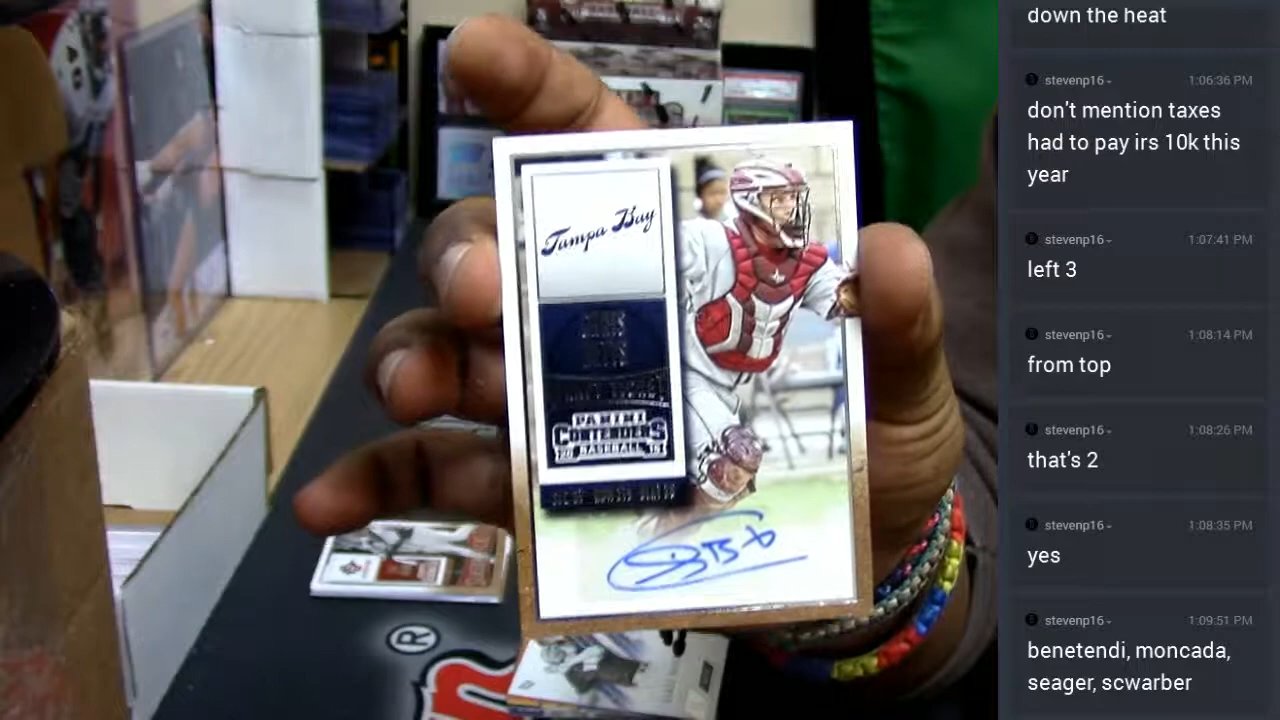 down the heat
stevenp16
1:06:36 PM
don't mention taxes
had to pay irs 10k this
year
stevenp16
1:07:41 PM
left 3
stevenp16
1:08:14 PM
from top
stevenp16
1:08:26 PM
that's 2
stevenp16
1:08:35 PM
yes
stevenp16
1:09:51 PM
benetendi, moncada,
seager, scwarber
Tampa Bay
PANINI
CONTENDERS
20 BASEBALL 15
®